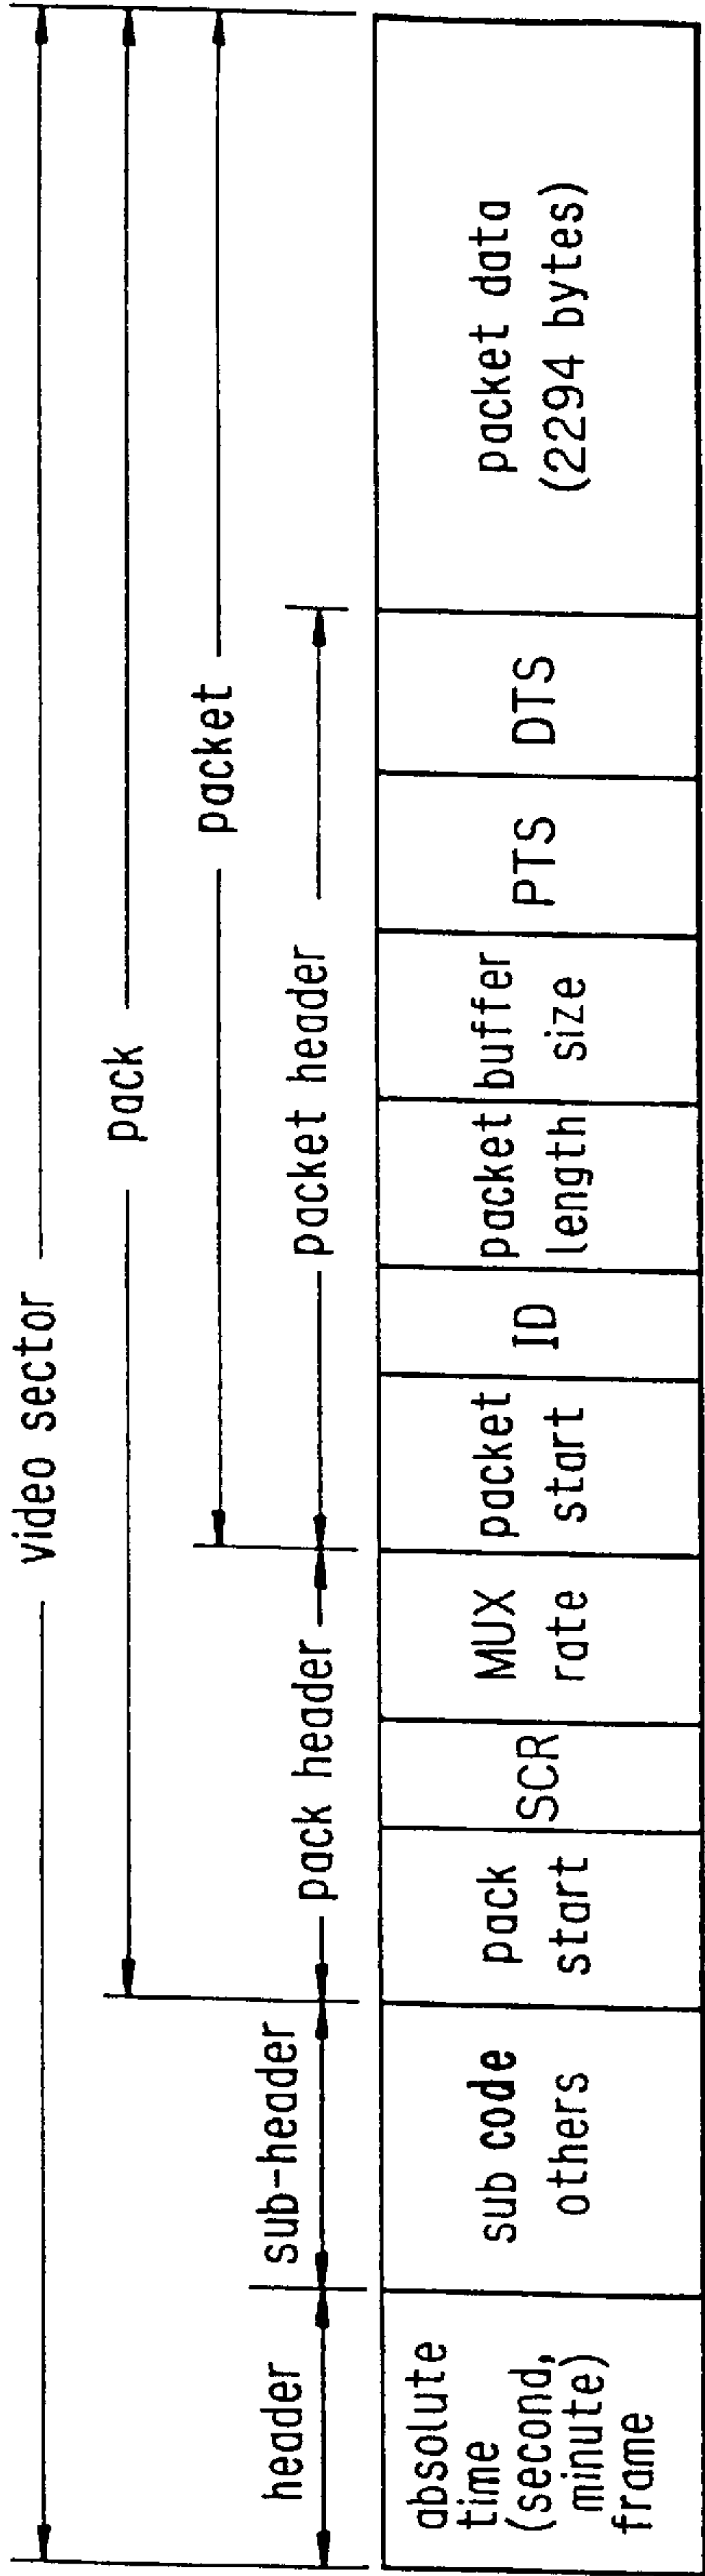 video sector
pack
packet
header
sub-header
pack header
packet header
absolute
time
(second,
minute)
frame
sub code
others
pack
start
SCR
MUX
rate
packet
start
ID
packet
length
buffer
size
PTS
DTS
packet data
(2294 bytes)